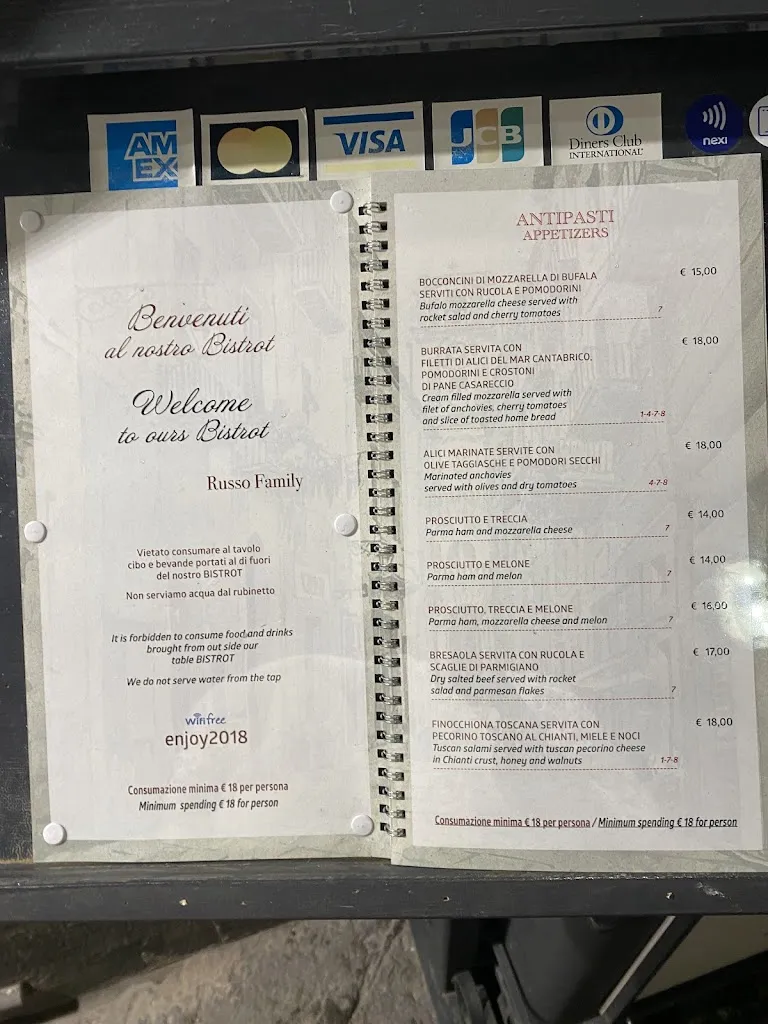 AM
EX
VISA
JCB
Diners Club
INTERNATIONAL
nexi
Benvenuti
al nostro Bistrot
Welcome
to ours Bistrot
Russo Family
Vietato consumare al tavolo
cibo e bevande portati al di fuori
del nostro BISTROT
Non serviamo acqua dal rubinetto
It is forbidden to consume food and drinks
brought from out side our
table BISTROT
We do not serve water from the tap
wifi free
enjoy2018
Consumazione minima € 18 per persona
Minimum spending € 18 for person
ANTIPASTI
APPETIZERS
BOCCONCINI DI MOZZARELLA DI BUFALA € 15,00
SERVITI CON RUCOLA E POMODORINI
Bufalo mozzarella cheese served with
rocket salad and cherry tomatoes 7
BURRATA SERVITA CON € 18,00
FILETTI DI ALICI DEL MAR CANTABRICO,
POMODORINI E CROSTONI
DI PANE CASARECCIO
Cream filled mozzarella served with
filet of anchovies, cherry tomatoes
and slice of toasted home bread 1-4-7-8
ALICI MARINATE SERVITE CON € 18,00
OLIVE TAGGIASCHE E POMODORI SECCHI
Marinated anchovies
served with olives and dry tomatoes 4-7-8
PROSCIUTTO E TRECCIA € 14,00
Parma ham and mozzarella cheese 7
PROSCIUTTO E MELONE € 14,00
Parma ham and melon 7
PROSCIUTTO, TRECCIA E MELONE € 16,00
Parma ham, mozzarella cheese and melon 7
BRESAOLA SERVITA CON RUCOLA E € 17,00
SCAGLIE DI PARMIGIANO
Dry salted beef served with rocket
salad and parmesan flakes 7
FINOCCHIONA TOSCANA SERVITA CON € 18,00
PECORINO TOSCANO AL CHIANTI, MIELE E NOCI
Tuscan salami served with tuscan pecorino cheese
in Chianti crust, honey and walnuts 1-7-8
Consumazione minima € 18 per persona / Minimum spending € 18 for person